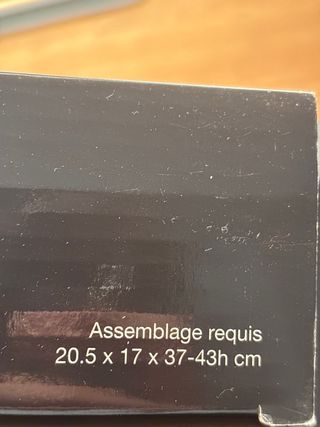 Assemblage requis
20.5 x 17 x 37-43h cm